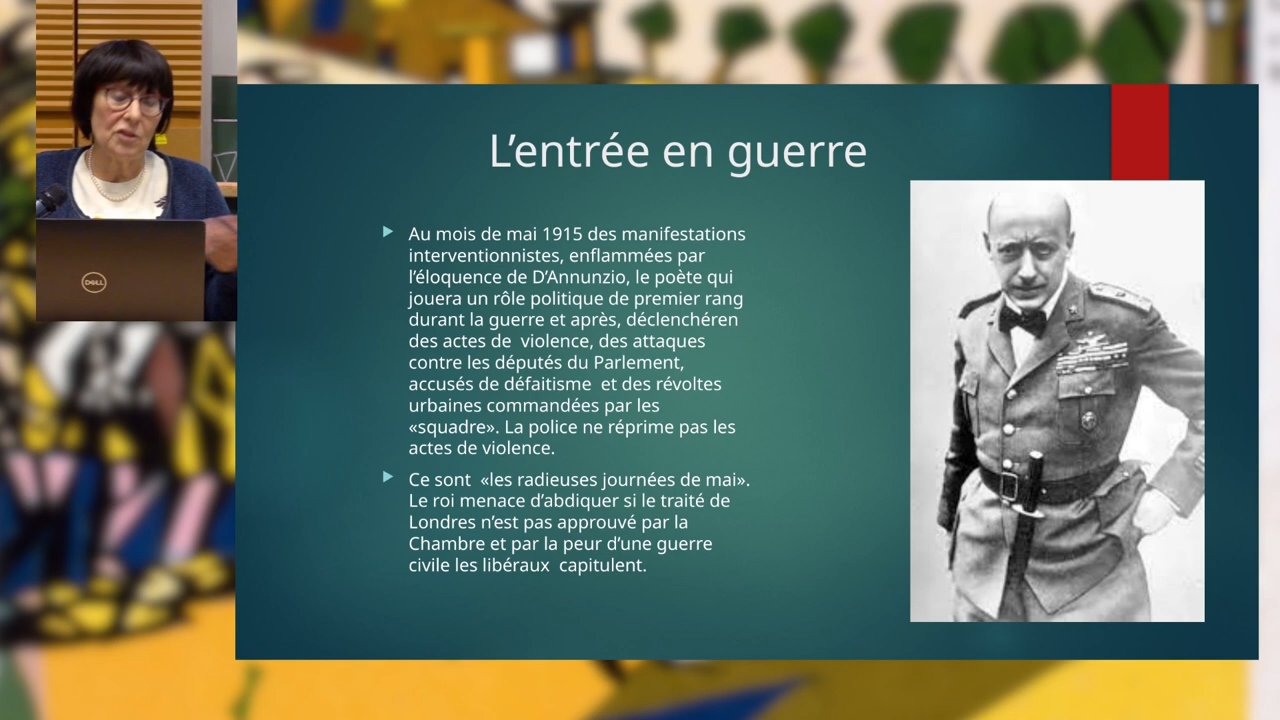 L'entrée en guerre
Au mois de mai 1915 des manifestations
interventionnistes, enflammées par
l'éloquence de D'Annunzio, le poète qui
jouera un rôle politique de premier rang
durant la guerre et après, déclenchéren
des actes de  violence, des attaques
contre les députés du Parlement,
accusés de défaitisme  et des révoltes
urbaines commandées par les
«squadre». La police ne réprime pas les
actes de violence.
Ce sont  «les radieuses journées de mai».
Le roi menace d'abdiquer si le traité de
Londres n'est pas approuvé par la
Chambre et par la peur d'une guerre
civile les libéraux  capitulent.
DELL